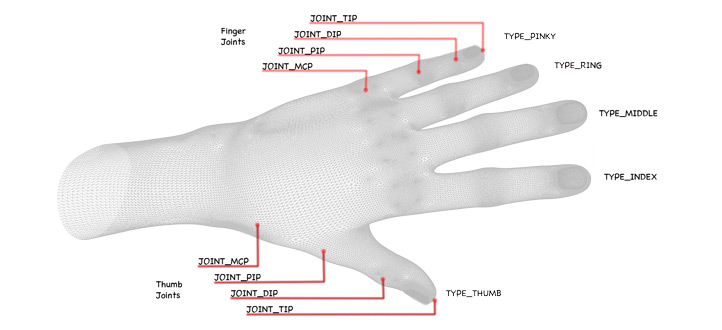 JOINT_TIP
Finger
Joints
JOINT_DIP
TYPE_PINKY
JOINT_PIP
JOINT_MCP
TYPE_RING
TYPE_MIDDLE
TYPE_INDEX
JOINT_MCP
JOINT_PIP
Thumb
Joints
JOINT_DIP
TYPE_THUMB
JOINT_TIP